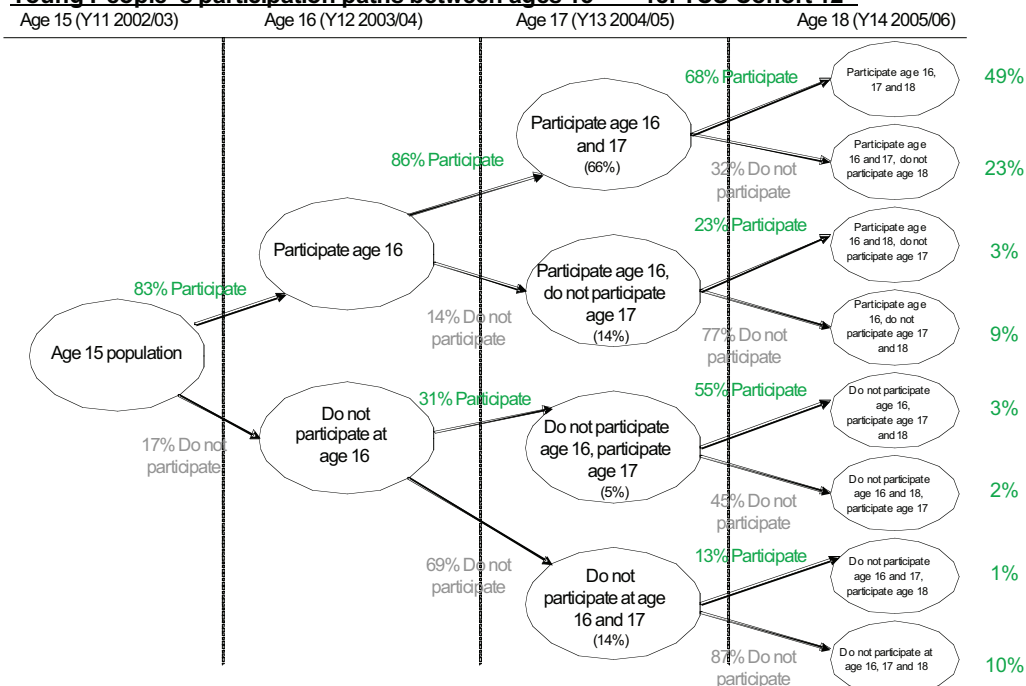 Age 15 (Y11 2002/03) Age 16 (Y12 2003/04) Age 17 (Y13 2004/05) Age 18 (Y14 2005/06)
68% Participate
Participate age 16,
17 and 18
49%
Participate age 16
and 17
(66%)
86% Participate
32% Do not
participate
Participate age
16 and 17, do not
participate age 18
23%
Participate age 16
23% Participate
Participate age
16 and 18, do not
participate age 17
3%
83% Participate
Participate age 16,
do not participate
age 17
(14%)
14% Do not
participate
77% Do not
participate
Participate age
16, do not
participate age 17
and 18
9%
Age 15 population
31% Participate
55% Participate
Do not participate
age 16,
participate age 17
and 18
3%
17% Do not
participate
Do not
participate at
age 16
Do not participate
age 16, participate
age 17
(5%)
45% Do not
participate
Do not participate
age 16 and 18,
participate age 17
2%
69% Do not
participate
13% Participate
Do not participate
age 16 and 17,
participate age 18
1%
Do not
participate at age
16 and 17
(14%)
87% Do not
participate
Do not participate at
age 16, 17 and 18
10%